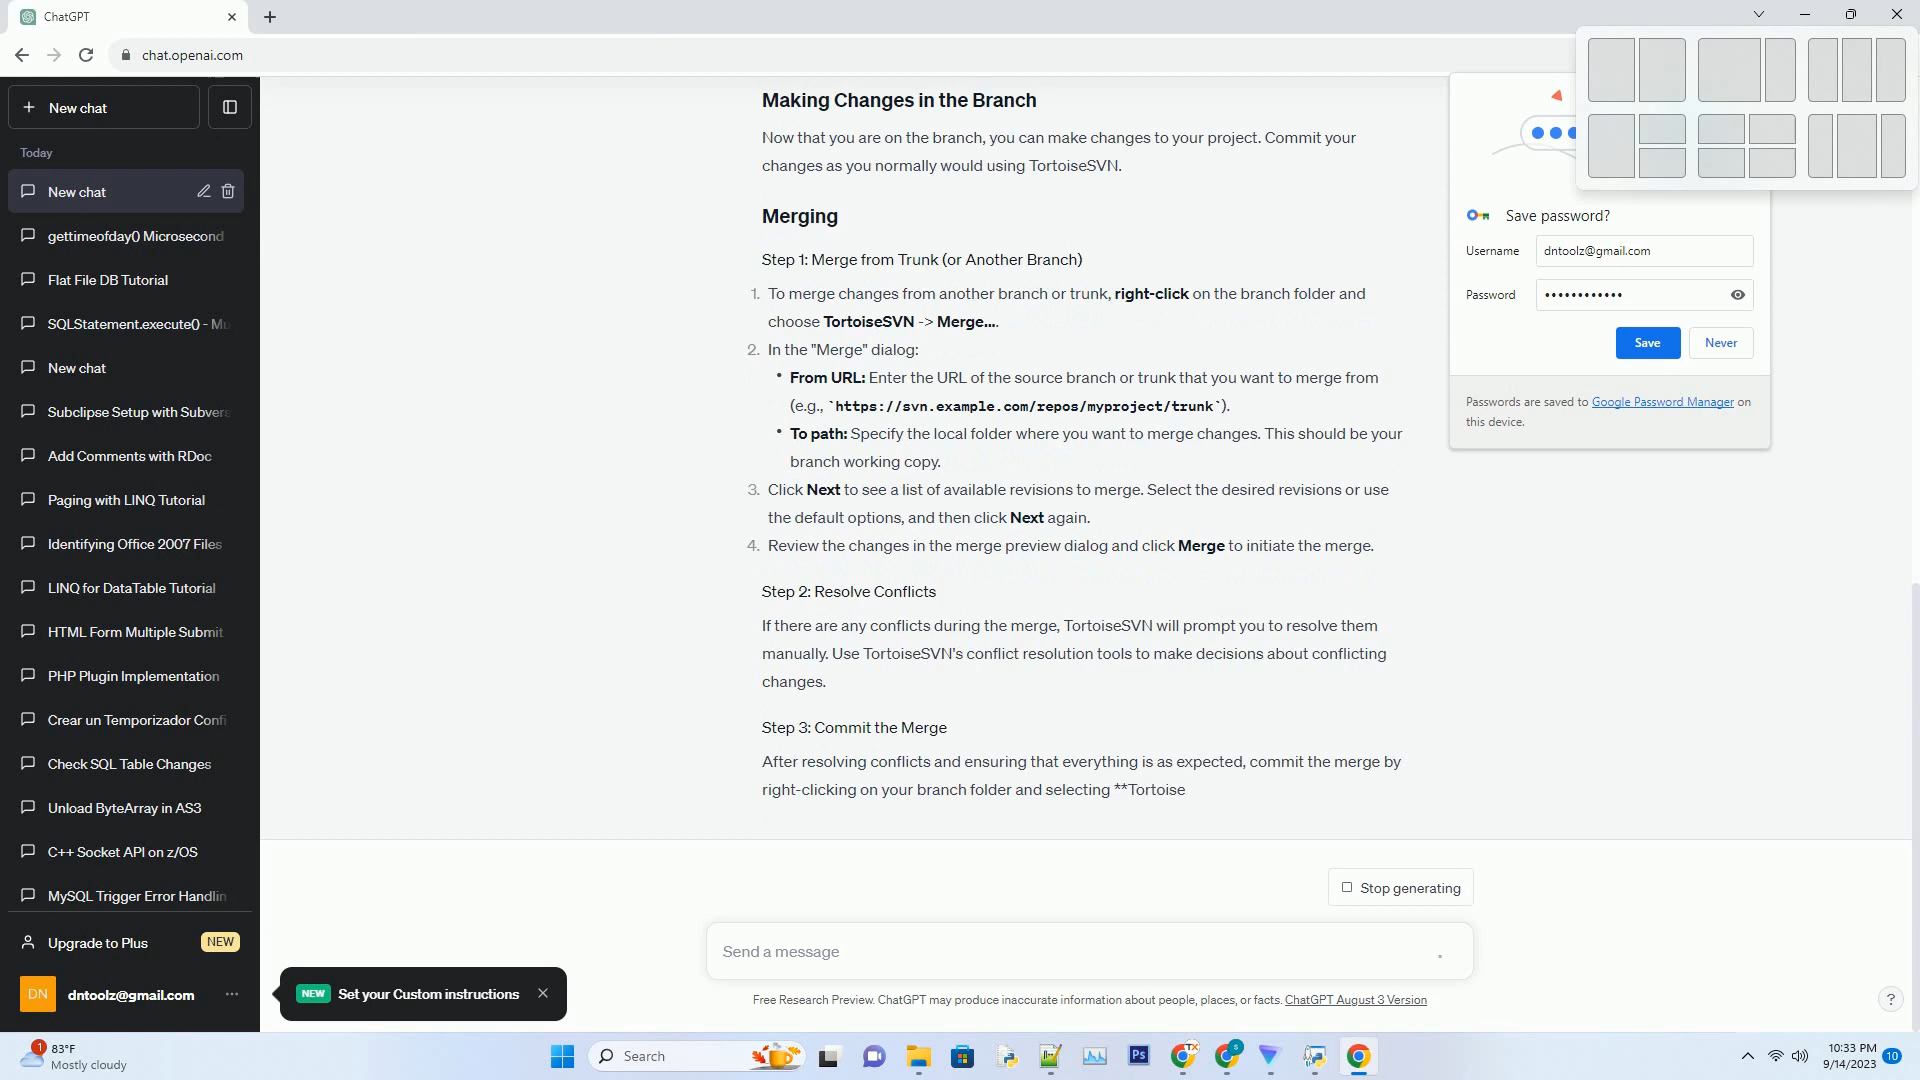 ChatGPT
chat.openai.com
New chat
Today
New chat
gettimeofday() Microsecond
Flat File DB Tutorial
SQLStatement.execute() - Mu
New chat
Subclipse Setup with Subvers
Add Comments with RDoc
Paging with LINQ Tutorial
Identifying Office 2007 Files
LINQ for DataTable Tutorial
HTML Form Multiple Submit
PHP Plugin Implementation
Crear un Temporizador Confi
Check SQL Table Changes
Unload ByteArray in AS3
C++ Socket API on z/OS
MySQL Trigger Error Handlin
Upgrade to Plus
NEW
DN
dntoolz@gmail.com
Making Changes in the Branch
Now that you are on the branch, you can make changes to your project. Commit your
changes as you normally would using TortoiseSVN.
Merging
Step 1: Merge from Trunk (or Another Branch)
1. To merge changes from another branch or trunk, right-click on the branch folder and
choose TortoiseSVN -> Merge....
2. In the "Merge" dialog:
• From URL: Enter the URL of the source branch or trunk that you want to merge from
(e.g., `https://svn.example.com/repos/myproject/trunk`).
• To path: Specify the local folder where you want to merge changes. This should be your
branch working copy.
3. Click Next to see a list of available revisions to merge. Select the desired revisions or use
the default options, and then click Next again.
4. Review the changes in the merge preview dialog and click Merge to initiate the merge.
Step 2: Resolve Conflicts
If there are any conflicts during the merge, TortoiseSVN will prompt you to resolve them
manually. Use TortoiseSVN's conflict resolution tools to make decisions about conflicting
changes.
Step 3: Commit the Merge
After resolving conflicts and ensuring that everything is as expected, commit the merge by
right-clicking on your branch folder and selecting **Tortoise
Save password?
Username
dntoolz@gmail.com
Password
••••••••••••
Save
Never
Passwords are saved to Google Password Manager on
this device.
Stop generating
Send a message
NEW
Set your Custom instructions
Free Research Preview. ChatGPT may produce inaccurate information about people, places, or facts. ChatGPT August 3 Version
?
1
83°F
Mostly cloudy
Search
Ps
TX
S
10:33 PM
9/14/2023
10